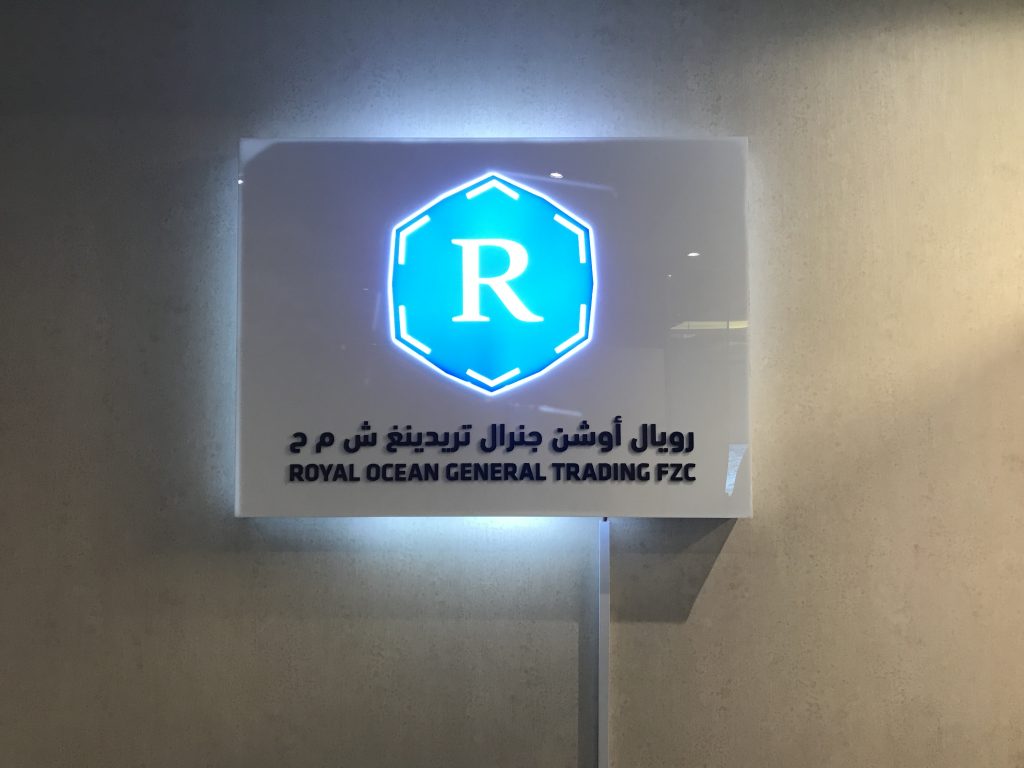 R
رويال أوشن جنرال تريدينغ ش م ح
ROYAL OCEAN GENERAL TRADING FZC